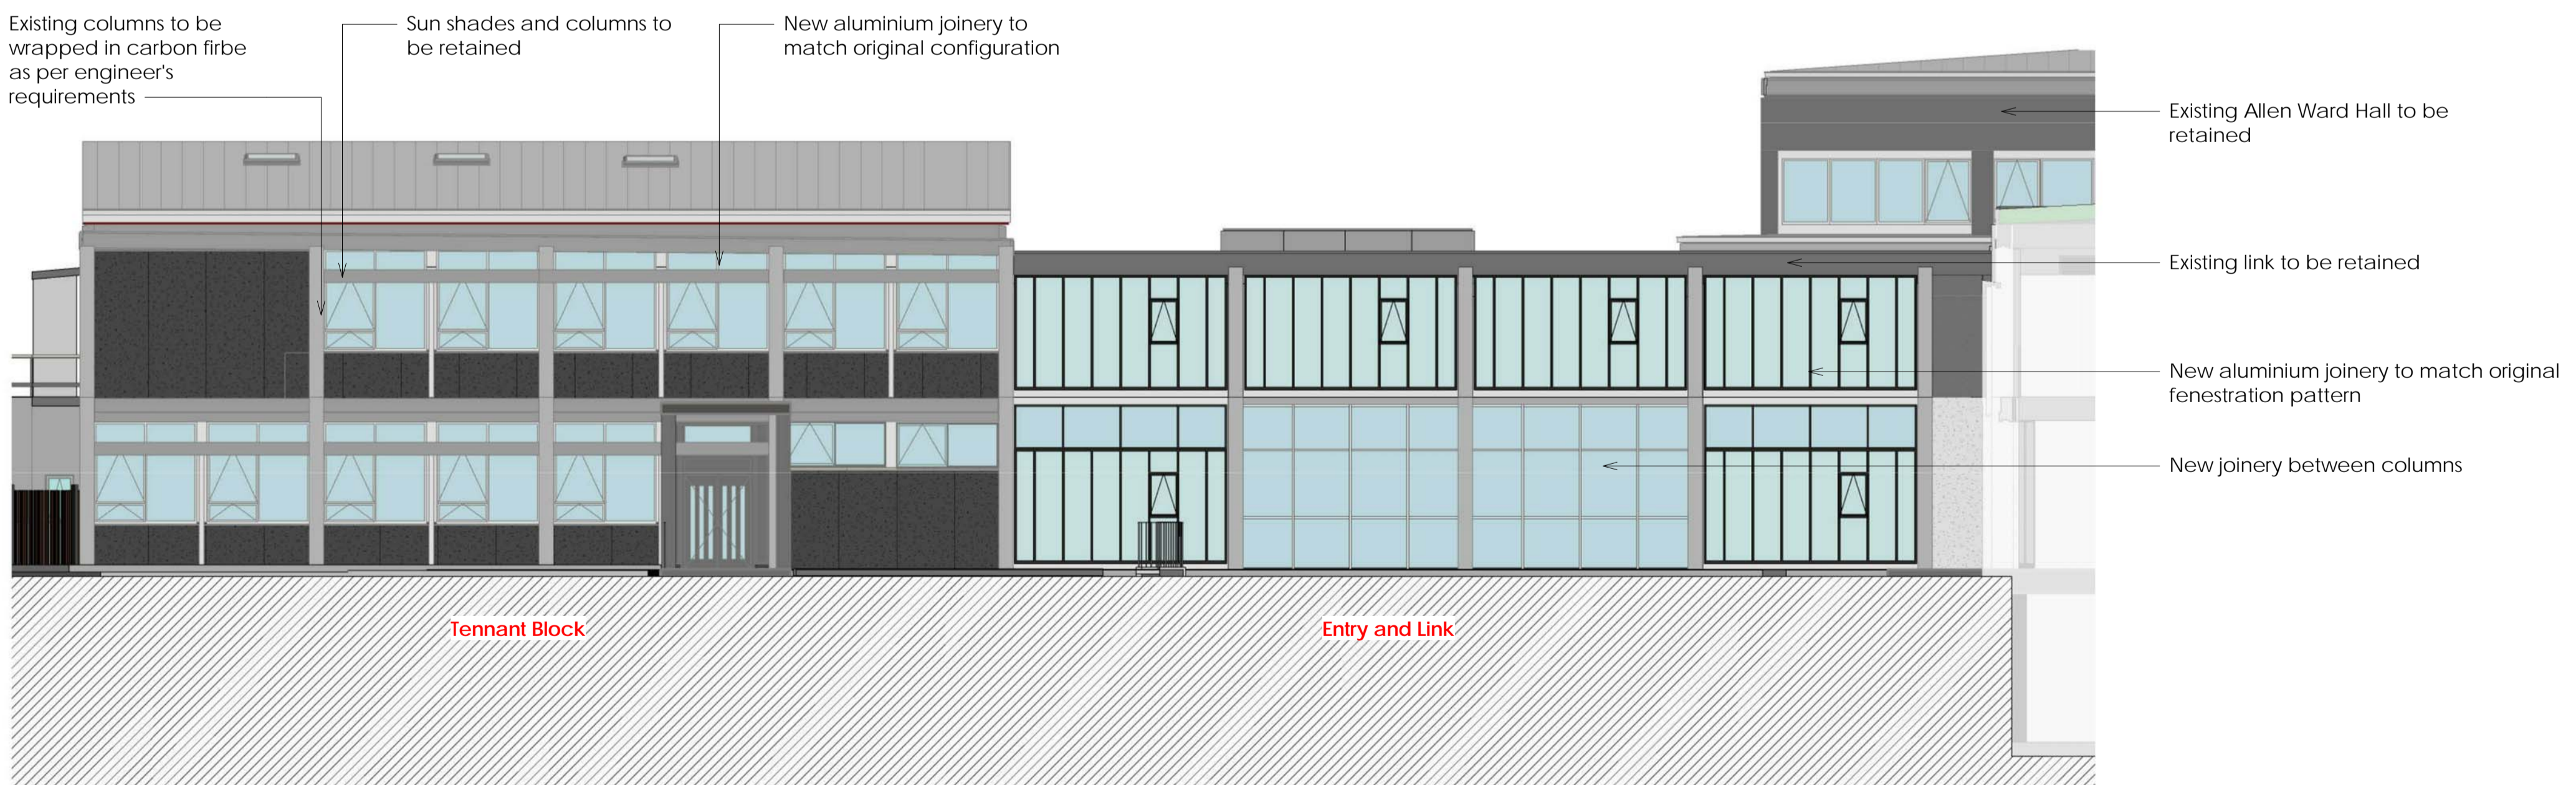 Existing columns to be
wrapped in carbon firbe
as per engineer's
requirements
Sun shades and columns to
be retained
New aluminium joinery to
match original configuration
Existing Allen Ward Hall to be
retained
Existing link to be retained
New aluminium joinery to match original
fenestration pattern
New joinery between columns
Tennant Block
Entry and Link